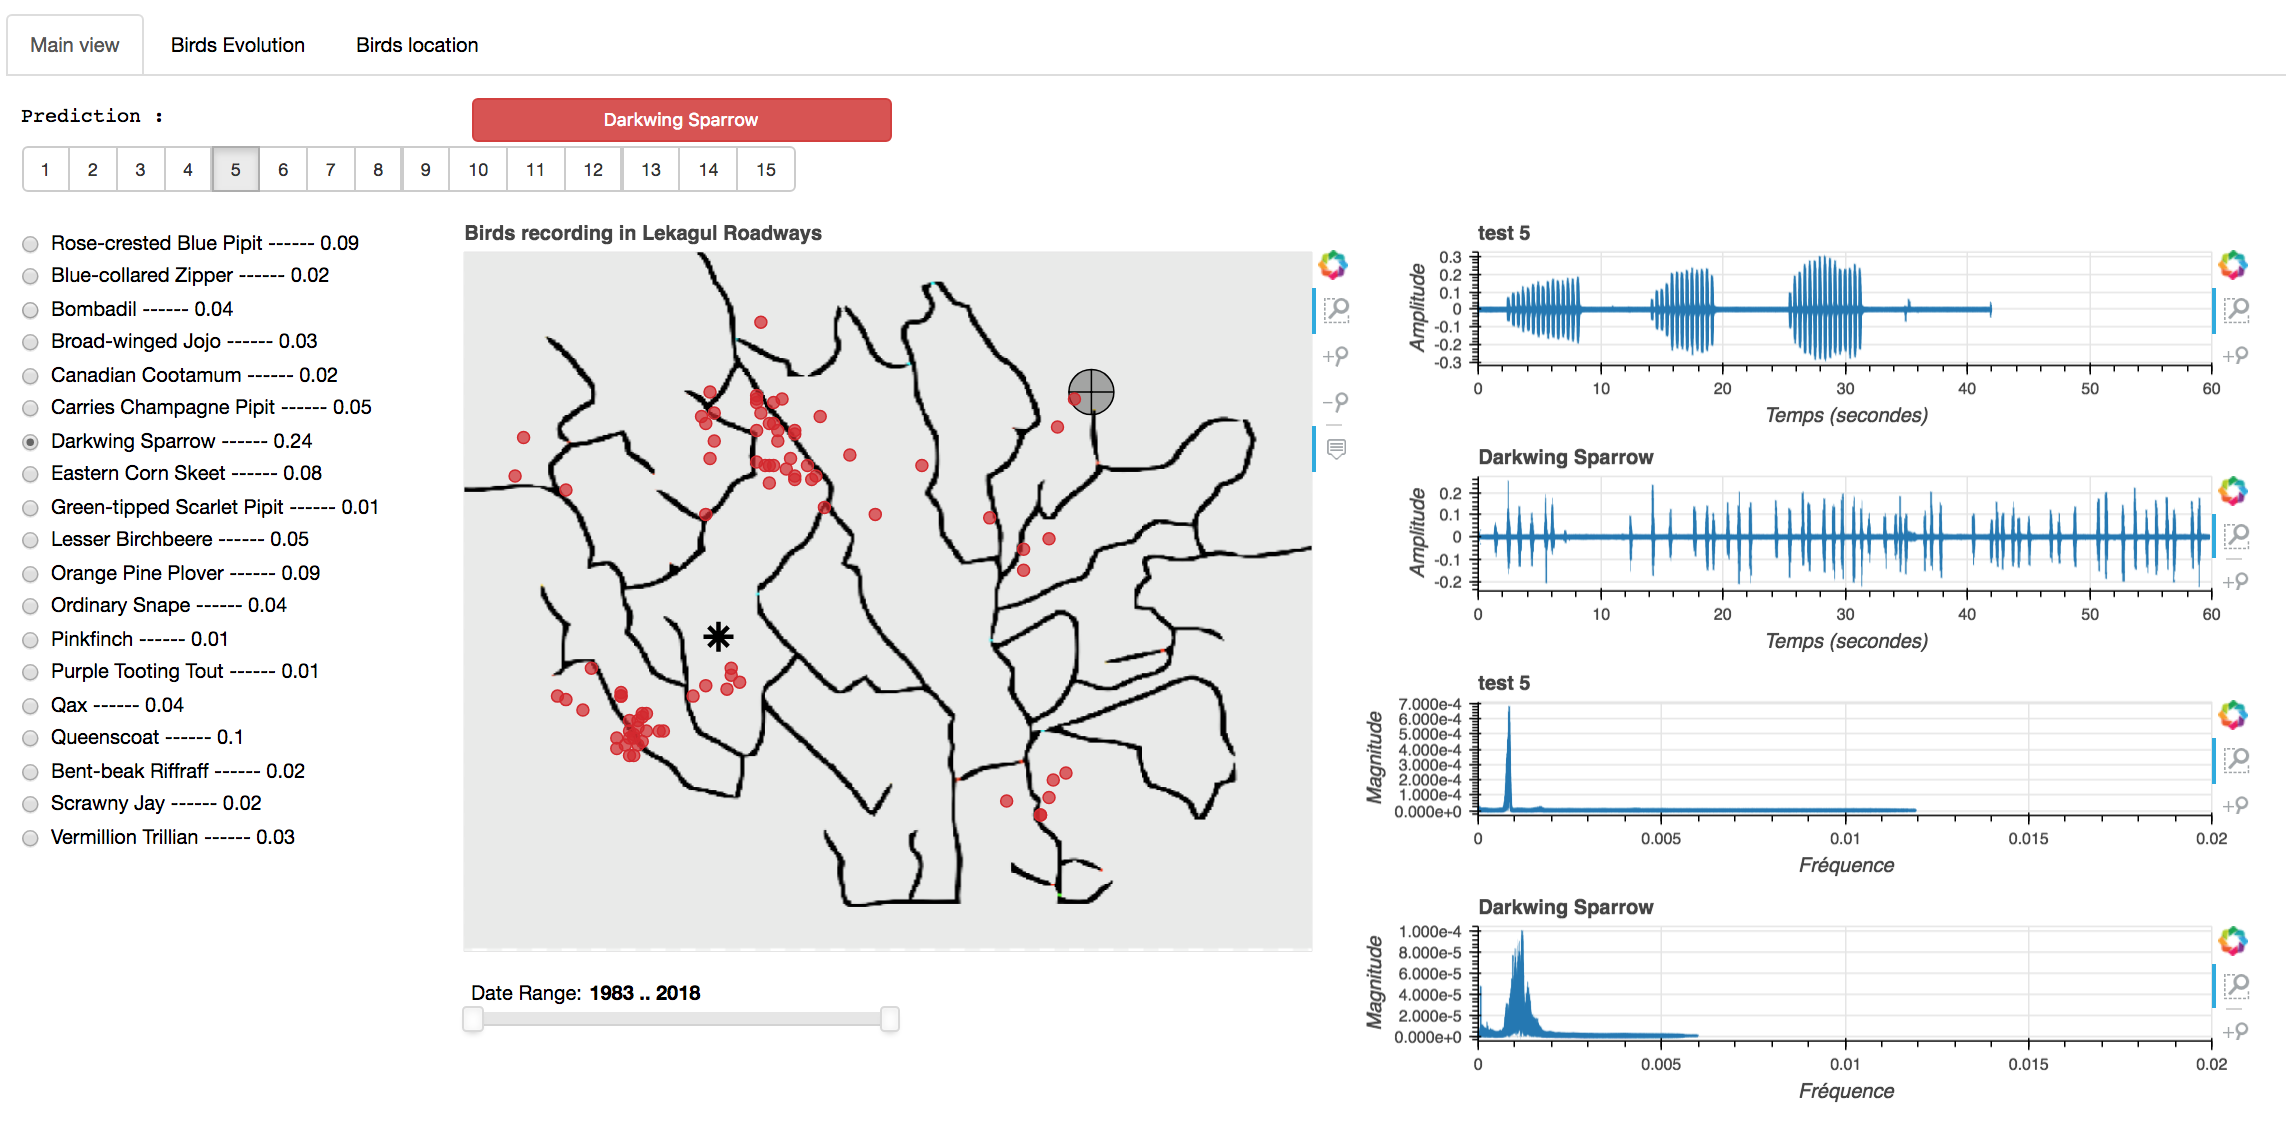 Main view
Birds Evolution
Birds location
Prediction :
Darkwing Sparrow
1 2 3 4 5 6 7 8 9 10 11 12 13 14 15
Rose-crested Blue Pipit ------ 0.09
Blue-collared Zipper ------ 0.02
Bombadil ------ 0.04
Broad-winged Jojo ------ 0.03
Canadian Cootamum ------ 0.02
Carries Champagne Pipit ------ 0.05
Darkwing Sparrow ------ 0.24
Eastern Corn Skeet ------ 0.08
Green-tipped Scarlet Pipit ------ 0.01
Lesser Birchbeere ------ 0.05
Orange Pine Plover ------ 0.09
Ordinary Snape ------ 0.04
Pinkfinch ------ 0.01
Purple Tooting Tout ------ 0.01
Qax ------ 0.04
Queenscoat ------ 0.1
Bent-beak Riffraff ------ 0.02
Scrawny Jay ------ 0.02
Vermillion Trillian ------ 0.03
Birds recording in Lekagul Roadways
Date Range: 1983 .. 2018
test 5
Amplitude
0.3
0.2
0.1
0
-0.1
-0.2
-0.3
0 10 20 30 40 50 60
Temps (secondes)
Darkwing Sparrow
Amplitude
0.2
0.1
0
-0.1
-0.2
0 10 20 30 40 50 60
Temps (secondes)
test 5
Magnitude
7.000e-4
6.000e-4
5.000e-4
4.000e-4
3.000e-4
2.000e-4
1.000e-4
0.000e+0
0 0.005 0.01 0.015 0.02
Fréquence
Darkwing Sparrow
Magnitude
1.000e-4
8.000e-5
6.000e-5
4.000e-5
2.000e-5
0.000e+0
0 0.005 0.01 0.015 0.02
Fréquence